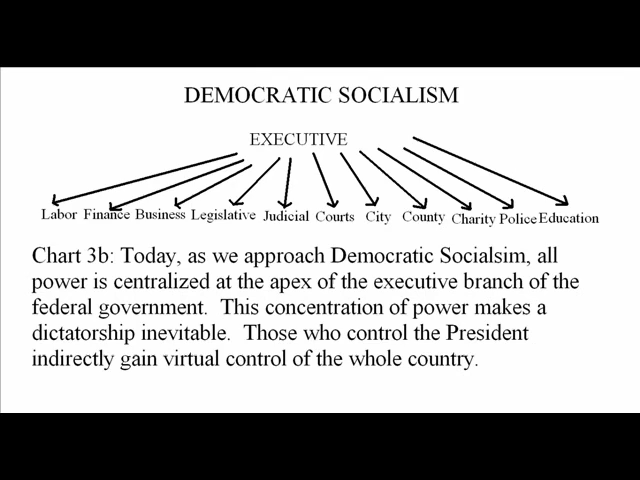 DEMOCRATIC SOCIALISM
EXECUTIVE
Labor Finance Business Legislative Judicial Courts City County Charity Police Education
Chart 3b: Today, as we approach Democratic Socialsim, all
power is centralized at the apex of the executive branch of the
federal government. This concentration of power makes a
dictatorship inevitable. Those who control the President
indirectly gain virtual control of the whole country.